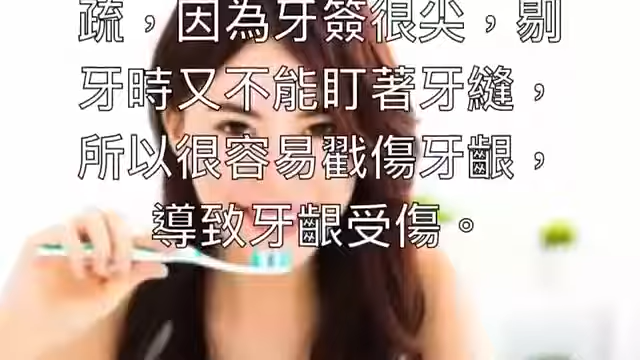 疏，因為牙簽很尖，剔
牙時又不能盯著牙縫，
所以很容易戳傷牙齦，
導致牙齦受傷。